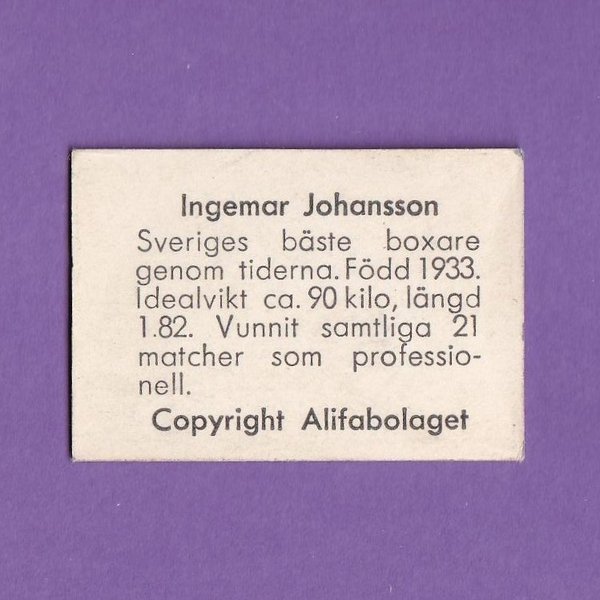 Ingemar Johansson
Sveriges bäste boxare
genom tiderna. Född 1933.
Idealvikt ca. 90 kilo, längd
1.82. Vunnit samtliga 21
matcher som professio-
nell.
Copyright Alifabolaget